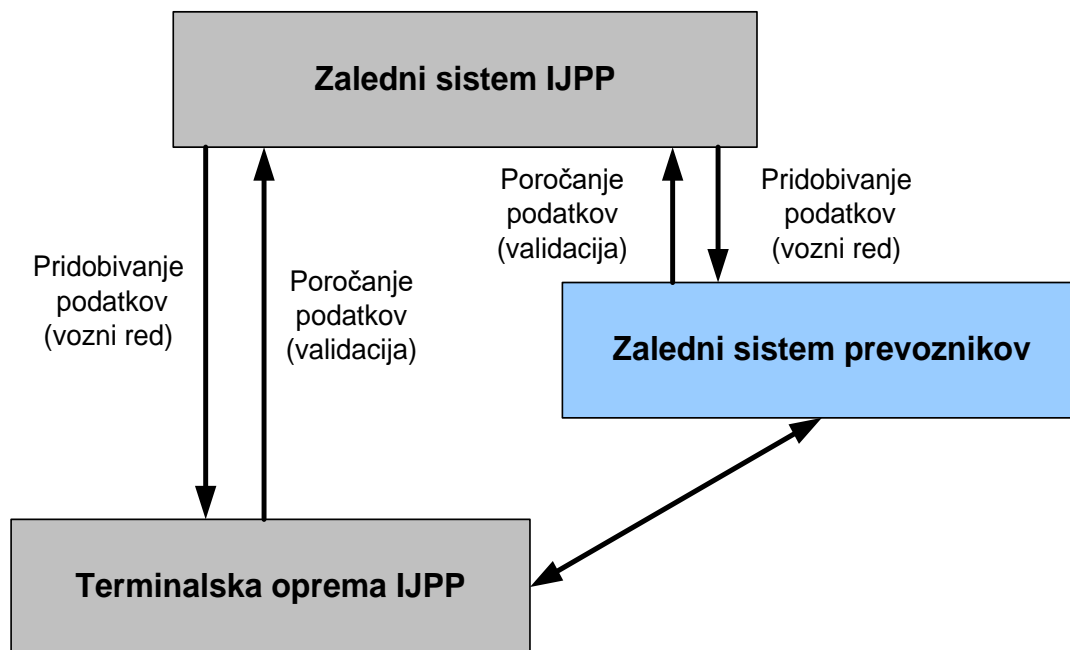 Zaledni sistem IJPP
Pridobivanje
podatkov
(vozni red)
Poročanje
podatkov
(validacija)
Poročanje
podatkov
(validacija)
Pridobivanje
podatkov
(vozni red)
Zaledni sistem prevoznikov
Terminalska oprema IJPP